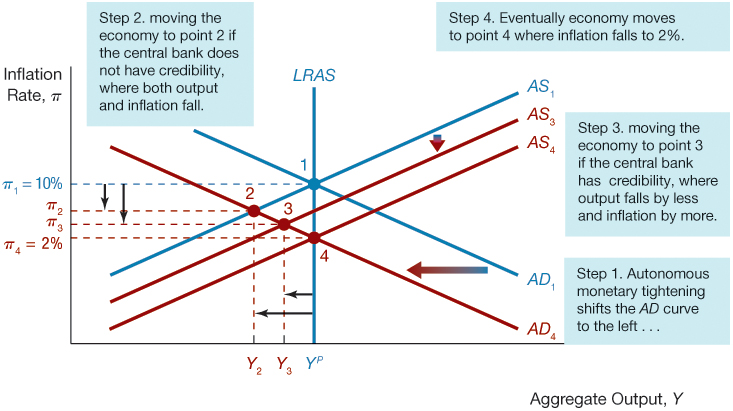 Step 2. moving the
economy to point 2 if
the central bank does
not have credibility,
where both output
and inflation fall.
Step 4. Eventually economy moves
to point 4 where inflation falls to 2%.
Inflation
Rate, π
LRAS
AS1
AS3
AS4
Step 3. moving the
economy to point 3
if the central bank
has credibility, where
output falls by less
and inflation by more.
1
π1 = 10%
2
π2
3
π3
π4 = 2%
4
Step 1. Autonomous
monetary tightening
shifts the AD curve
to the left . . .
AD1
AD4
Y2
Y3
YP
Aggregate Output, Y